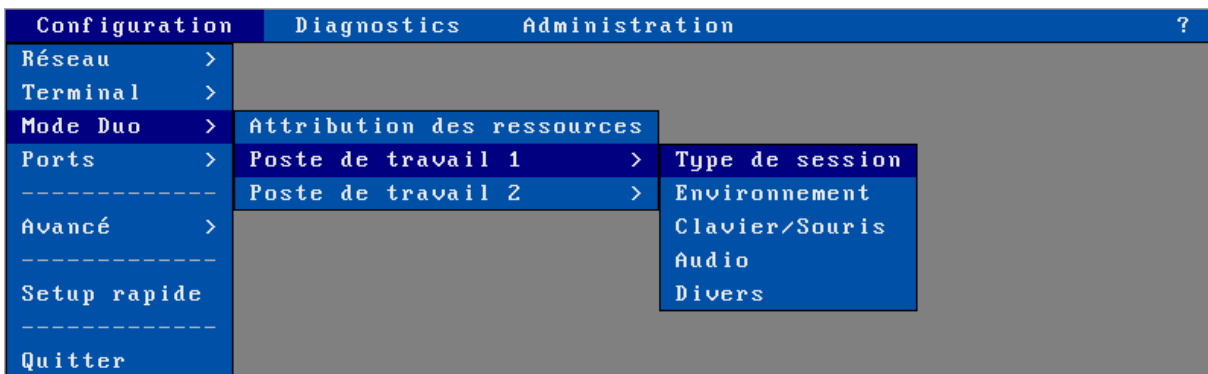 Configuration Diagnostics Administration ?
Réseau >
Terminal >
Mode Duo > Attribution des ressources
Ports > Poste de travail 1 > Type de session
------------- Poste de travail 2 > Environnement
Avancé > Clavier/Souris
------------- Audio
Setup rapide Divers
-------------
Quitter